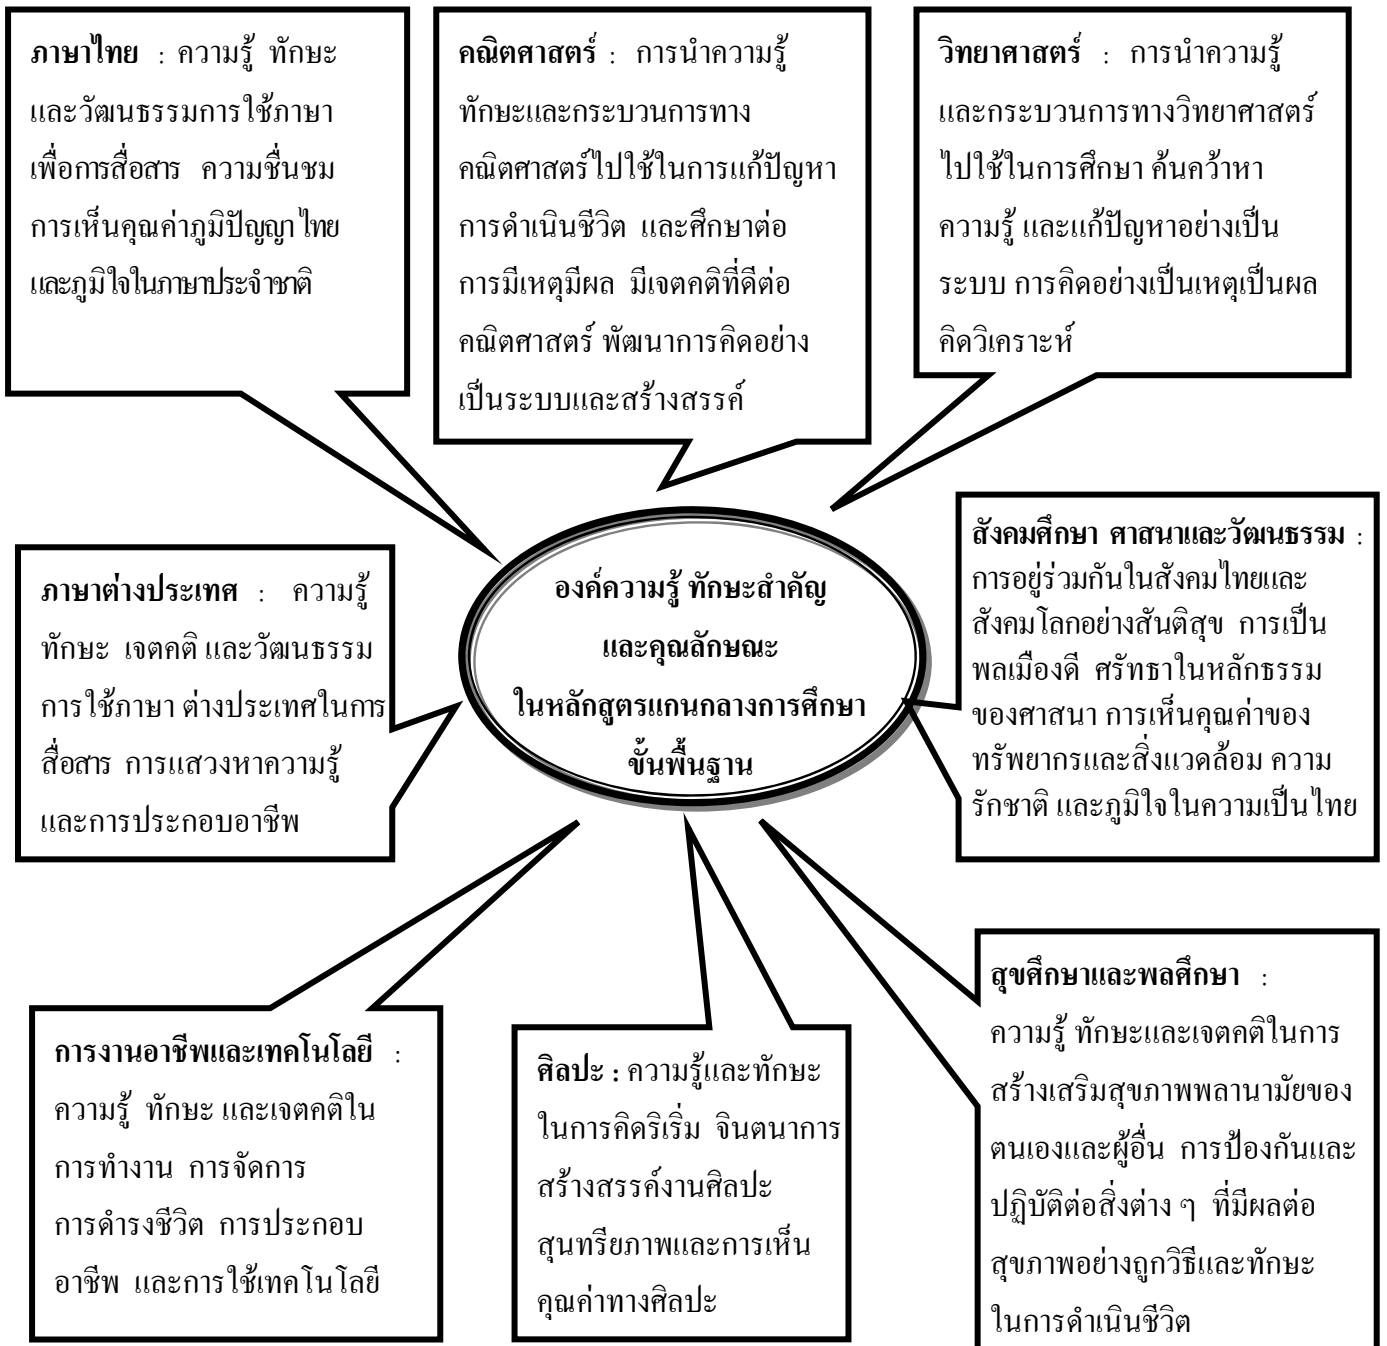 ภาษาไทย : ความรู้ ทักษะ
และวัฒนธรรมการใช้ภาษา
เพื่อการสื่อสาร ความชื่นชม
การเห็นคุณค่าภูมิปัญญาไทย
และภูมิใจในภาษาประจำชาติ
คณิตศาสตร์ : การนำความรู้
ทักษะและกระบวนการทาง
คณิตศาสตร์ไปใช้ในการแก้ปัญหา
การดำเนินชีวิต และศึกษาต่อ
การมีเหตุมีผล มีเจตคติที่ดีต่อ
คณิตศาสตร์ พัฒนาการคิดอย่าง
เป็นระบบและสร้างสรรค์
วิทยาศาสตร์ : การนำความรู้
และกระบวนการทางวิทยาศาสตร์
ไปใช้ในการศึกษา ค้นคว้าหา
ความรู้ และแก้ปัญหาอย่างเป็น
ระบบ การคิดอย่างเป็นเหตุเป็นผล
คิดวิเคราะห์
ภาษาต่างประเทศ : ความรู้
ทักษะ เจตคติ และวัฒนธรรม
การใช้ภาษา ต่างประเทศในการ
สื่อสาร การแสวงหาความรู้
และการประกอบอาชีพ
องค์ความรู้ ทักษะสำคัญ
และคุณลักษณะ
ในหลักสูตรแกนกลางการศึกษา
ขั้นพื้นฐาน
สังคมศึกษา ศาสนาและวัฒนธรรม :
การอยู่ร่วมกันในสังคมไทยและ
สังคมโลกอย่างสันติสุข การเป็น
พลเมืองดี ศรัทธาในหลักธรรม
ของศาสนา การเห็นคุณค่าของ
ทรัพยากรและสิ่งแวดล้อม ความ
รักชาติ และภูมิใจในความเป็นไทย
การงานอาชีพและเทคโนโลยี :
ความรู้ ทักษะ และเจตคติใน
การทำงาน การจัดการ
การดำรงชีวิต การประกอบ
อาชีพ และการใช้เทคโนโลยี
ศิลปะ : ความรู้และทักษะ
ในการคิดริเริ่ม จินตนาการ
สร้างสรรค์งานศิลปะ
สุนทรียภาพและการเห็น
คุณค่าทางศิลปะ
สุขศึกษาและพลศึกษา :
ความรู้ ทักษะและเจตคติในการ
สร้างเสริมสุขภาพพลานามัยของ
ตนเองและผู้อื่น การป้องกันและ
ปฏิบัติต่อสิ่งต่าง ๆ ที่มีผลต่อ
สุขภาพอย่างถูกวิธีและทักษะ
ในการดำเนินชีวิต